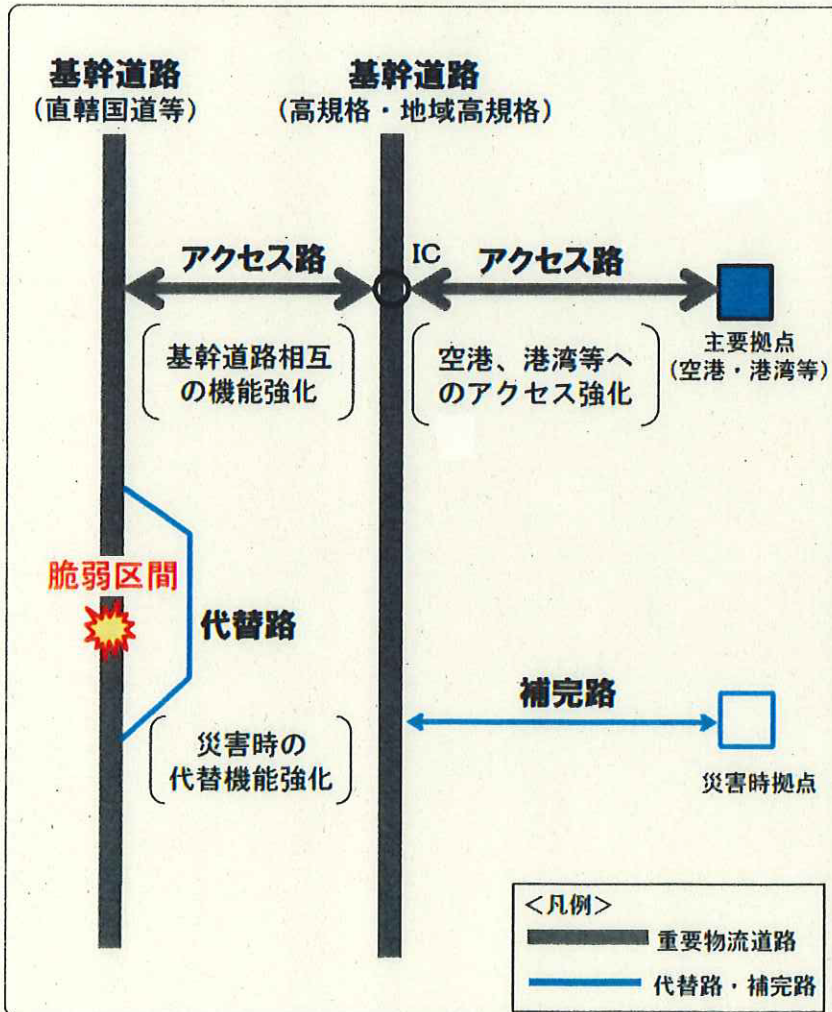 基幹道路
(直轄国道等)
基幹道路
(高規格・地域高規格)
アクセス路
IC
アクセス路
基幹道路相互
の機能強化
空港、港湾等へ
のアクセス強化
主要拠点
(空港・港湾等)
脆弱区間
代替路
災害時の
代替機能強化
補完路
災害時拠点
<凡例>
重要物流道路
代替路・補完路